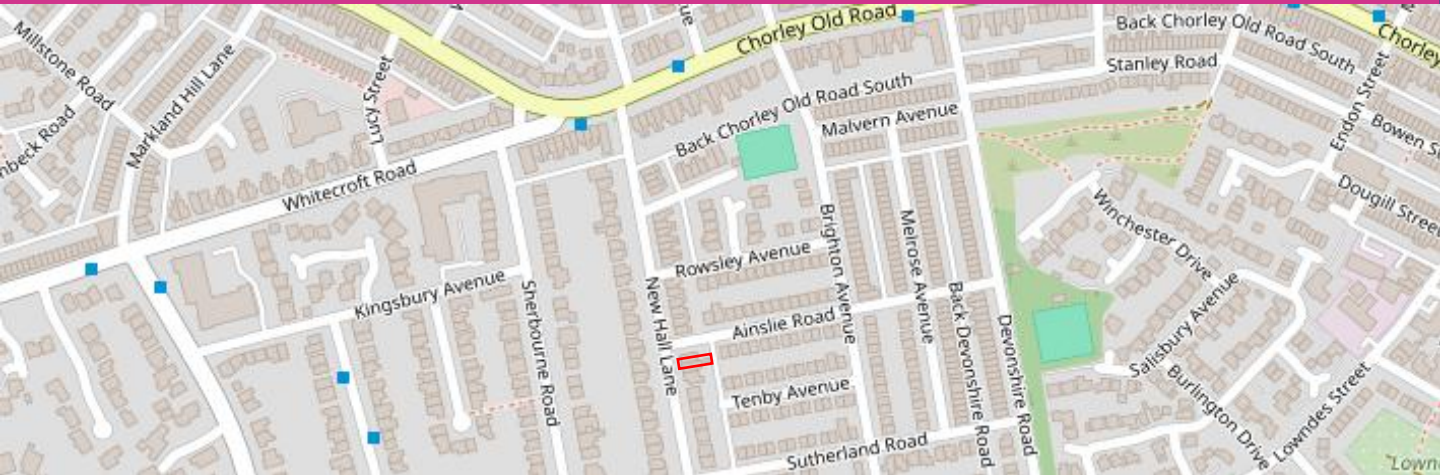 Chorley Old Road
Back Chorley Old Road South
Chorley
Millstone Road
Markland Hill Lane
Lucy Street
Stanley Road
Endon Street
Back Chorley Old Road South
Malvern Avenue
Bowen
Whitecroft Road
Dougill Street
Winchester Drive
Brighton Avenue
Melrose Avenue
Rowsley Avenue
Kingsbury Avenue
Sherbourne Road
New Hall Lane
Ainslie Road
Back Devonshire Road
Devonshire Road
Salisbury Avenue
Tenby Avenue
Burlington Drive
Lowndes Street
Sutherland Road